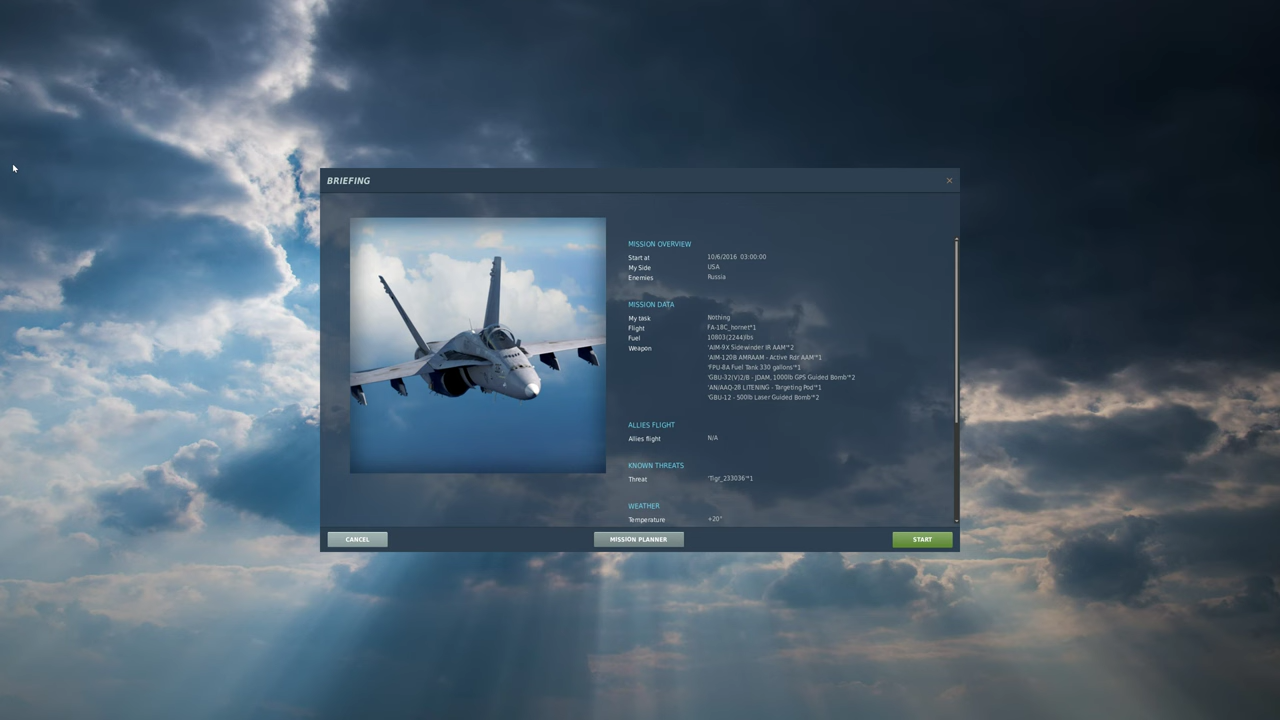 BRIEFING
MISSION OVERVIEW
Start at 10/6/2016 03:00:00
My Side USA
Enemies Russia
MISSION DATA
My task Nothing
Flight FA-18C_hornet*1
Fuel 10803(2244)lbs
Weapon 'AIM-9X Sidewinder IR AAM'*2
'AIM-120B AMRAAM - Active Rdr AAM'*1
'FPU-8A Fuel Tank 330 gallons'*1
'GBU-32(V)2/B - JDAM, 1000lb GPS Guided Bomb'*2
'AN/AAQ-28 LITENING - Targeting Pod'*1
'GBU-12 - 500lb Laser Guided Bomb'*2
ALLIES FLIGHT
Allies flight N/A
KNOWN THREATS
Threat 'Tigr_233036'*1
WEATHER
Temperature +20°
CANCEL MISSION PLANNER START